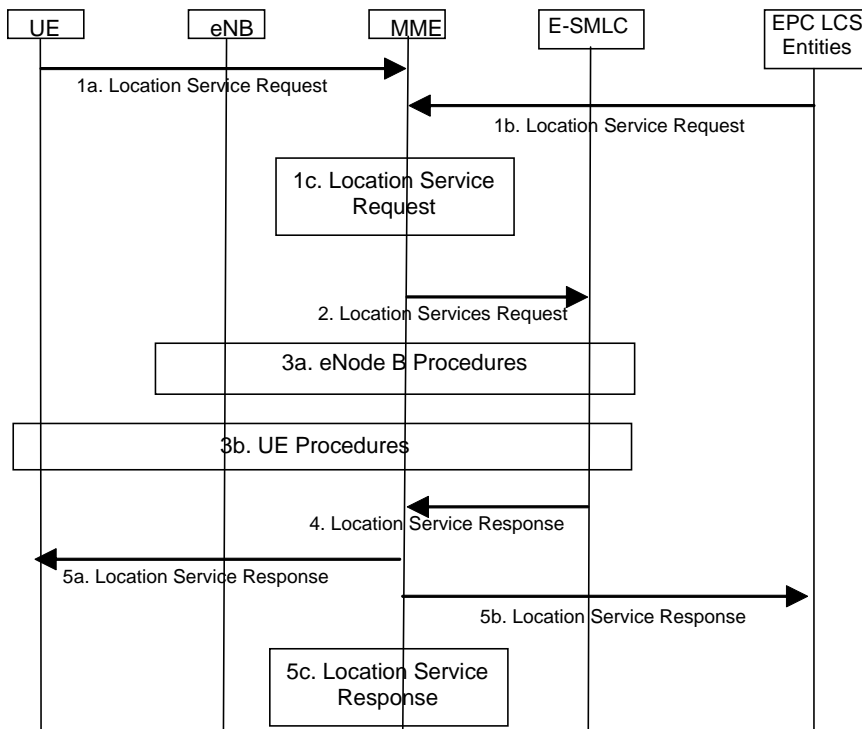 UE
eNB
MME
E-SMLC
EPC LCS
Entities
1a. Location Service Request
1b. Location Service Request
1c. Location Service
Request
2. Location Services Request
3a. eNode B Procedures
3b. UE Procedures
4. Location Service Response
5a. Location Service Response
5b. Location Service Response
5c. Location Service
Response